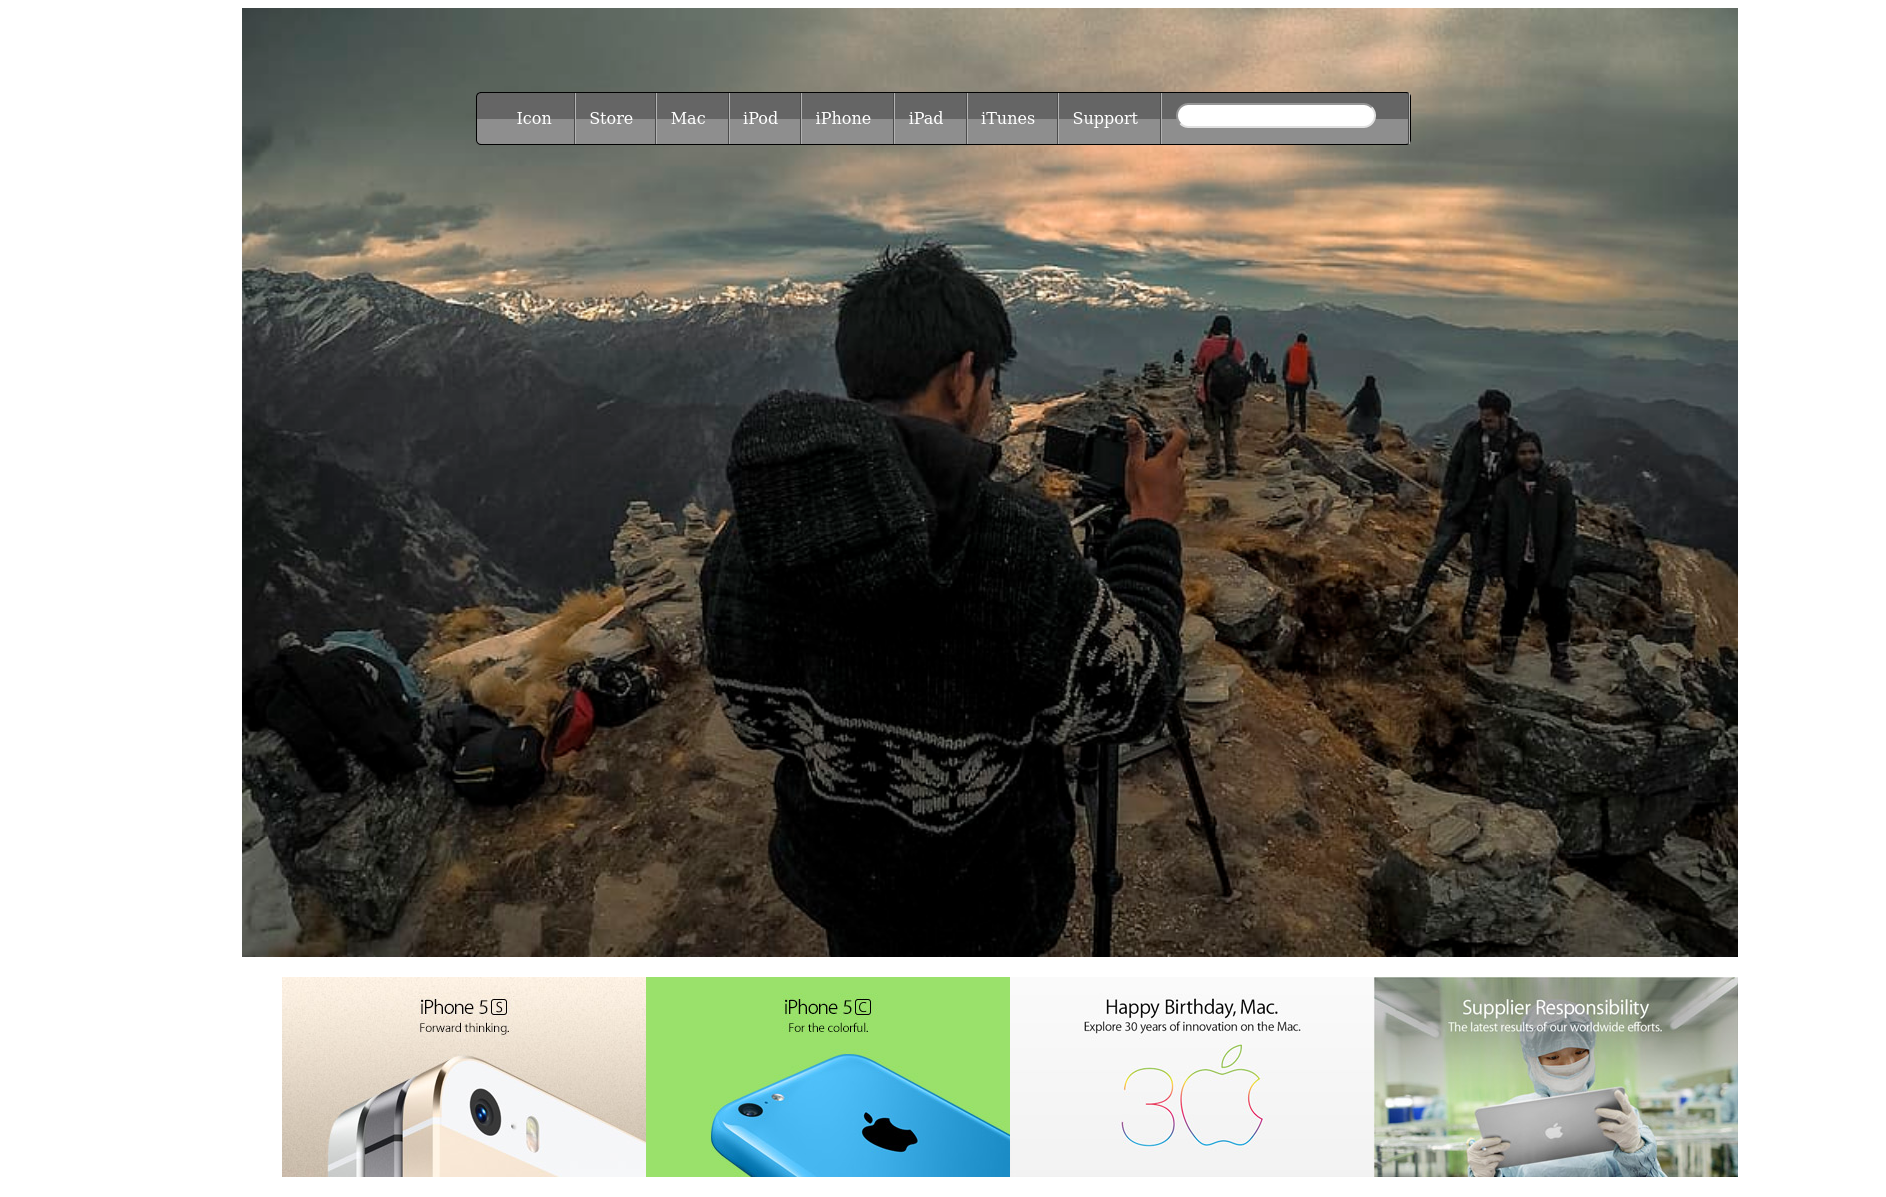 Icon Store Mac iPod iPhone iPad iTunes Support
iPhone 5S
Forward thinking.
iPhone 5C
For the colorful.
Happy Birthday, Mac.
Explore 30 years of innovation on the Mac.
30
Supplier Responsibility
The latest results of our worldwide efforts.